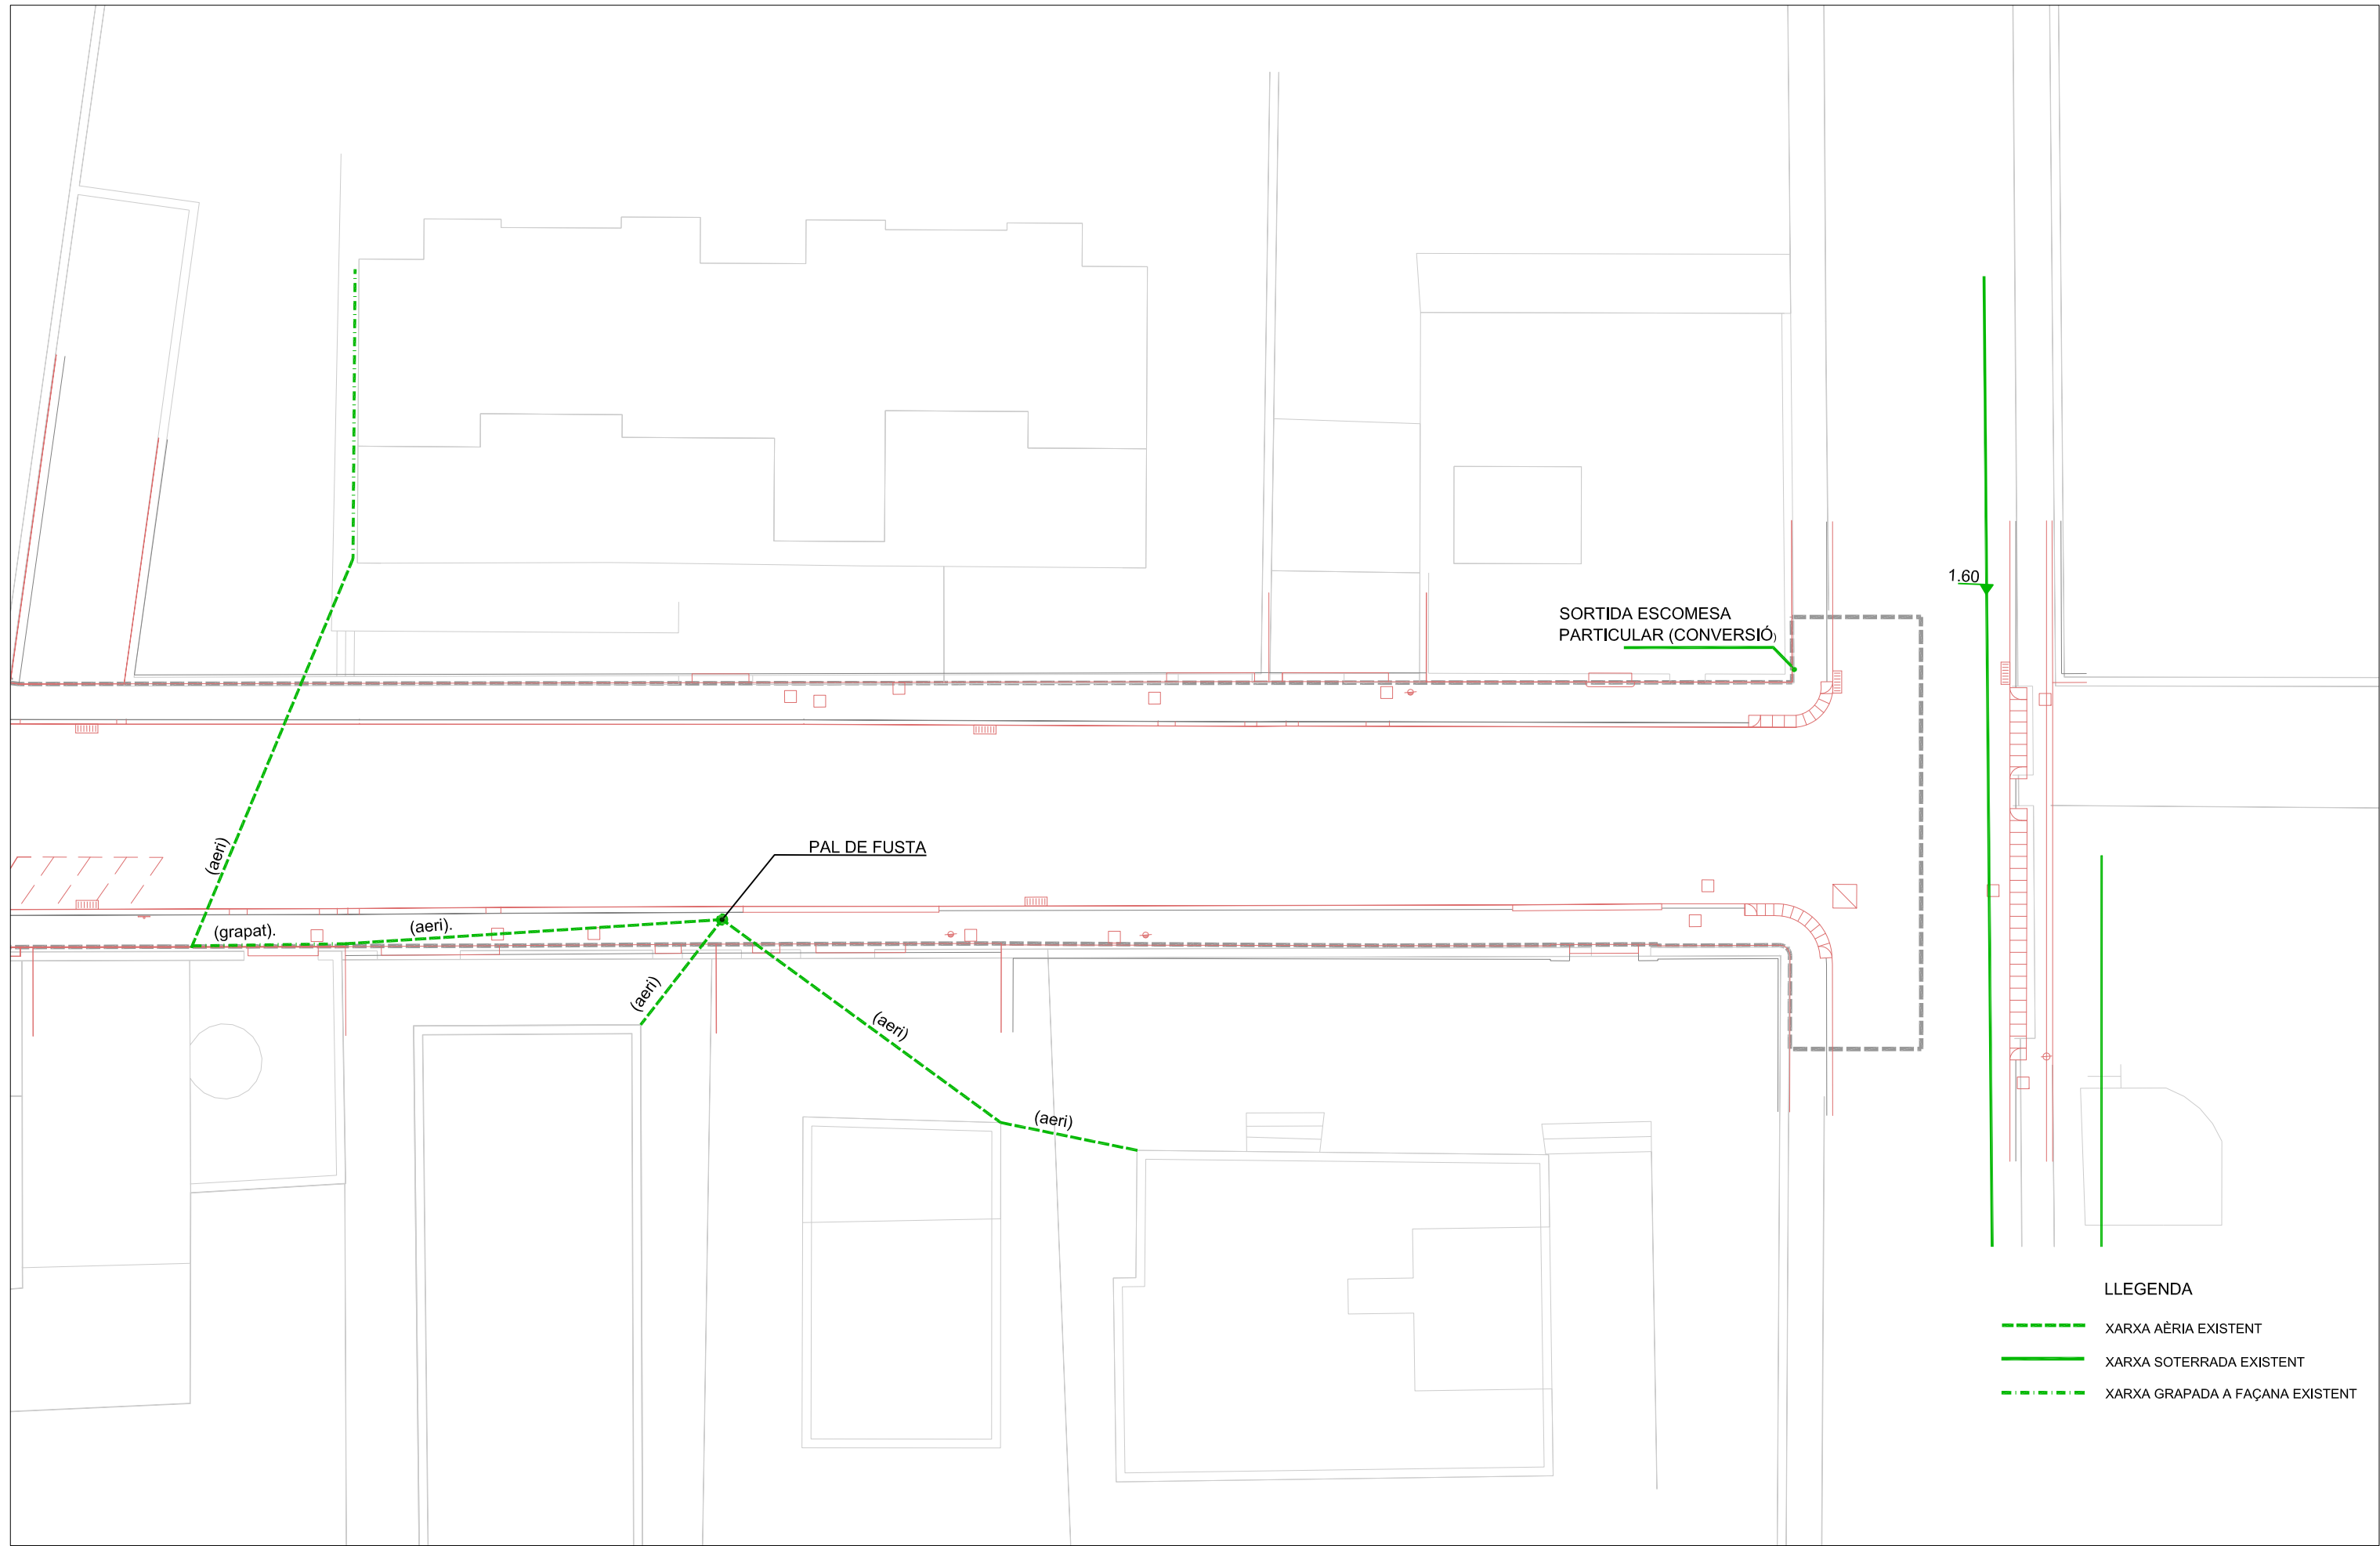 1.60
SORTIDA ESCOMESA
PARTICULAR (CONVERSIÓ)
(aeri)
PAL DE FUSTA
(grapat).
(aeri).
(aeri)
(aeri)
(aeri)
LLEGENDA
XARXA AÈRIA EXISTENT
XARXA SOTERRADA EXISTENT
XARXA GRAPADA A FAÇANA EXISTENT